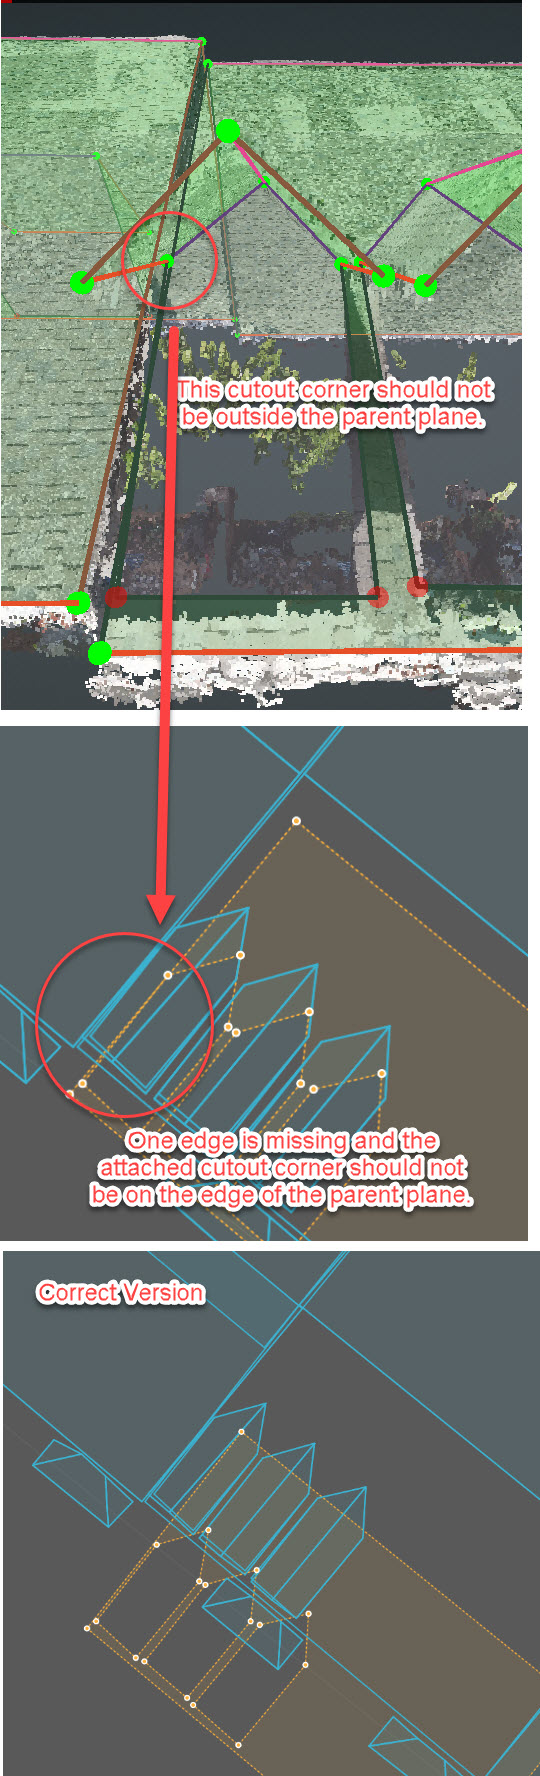 This cutout corner should not
be outside the parent plane.
One edge is missing and the
attached cutout corner should not
be on the edge of the parent plane.
Correct Version